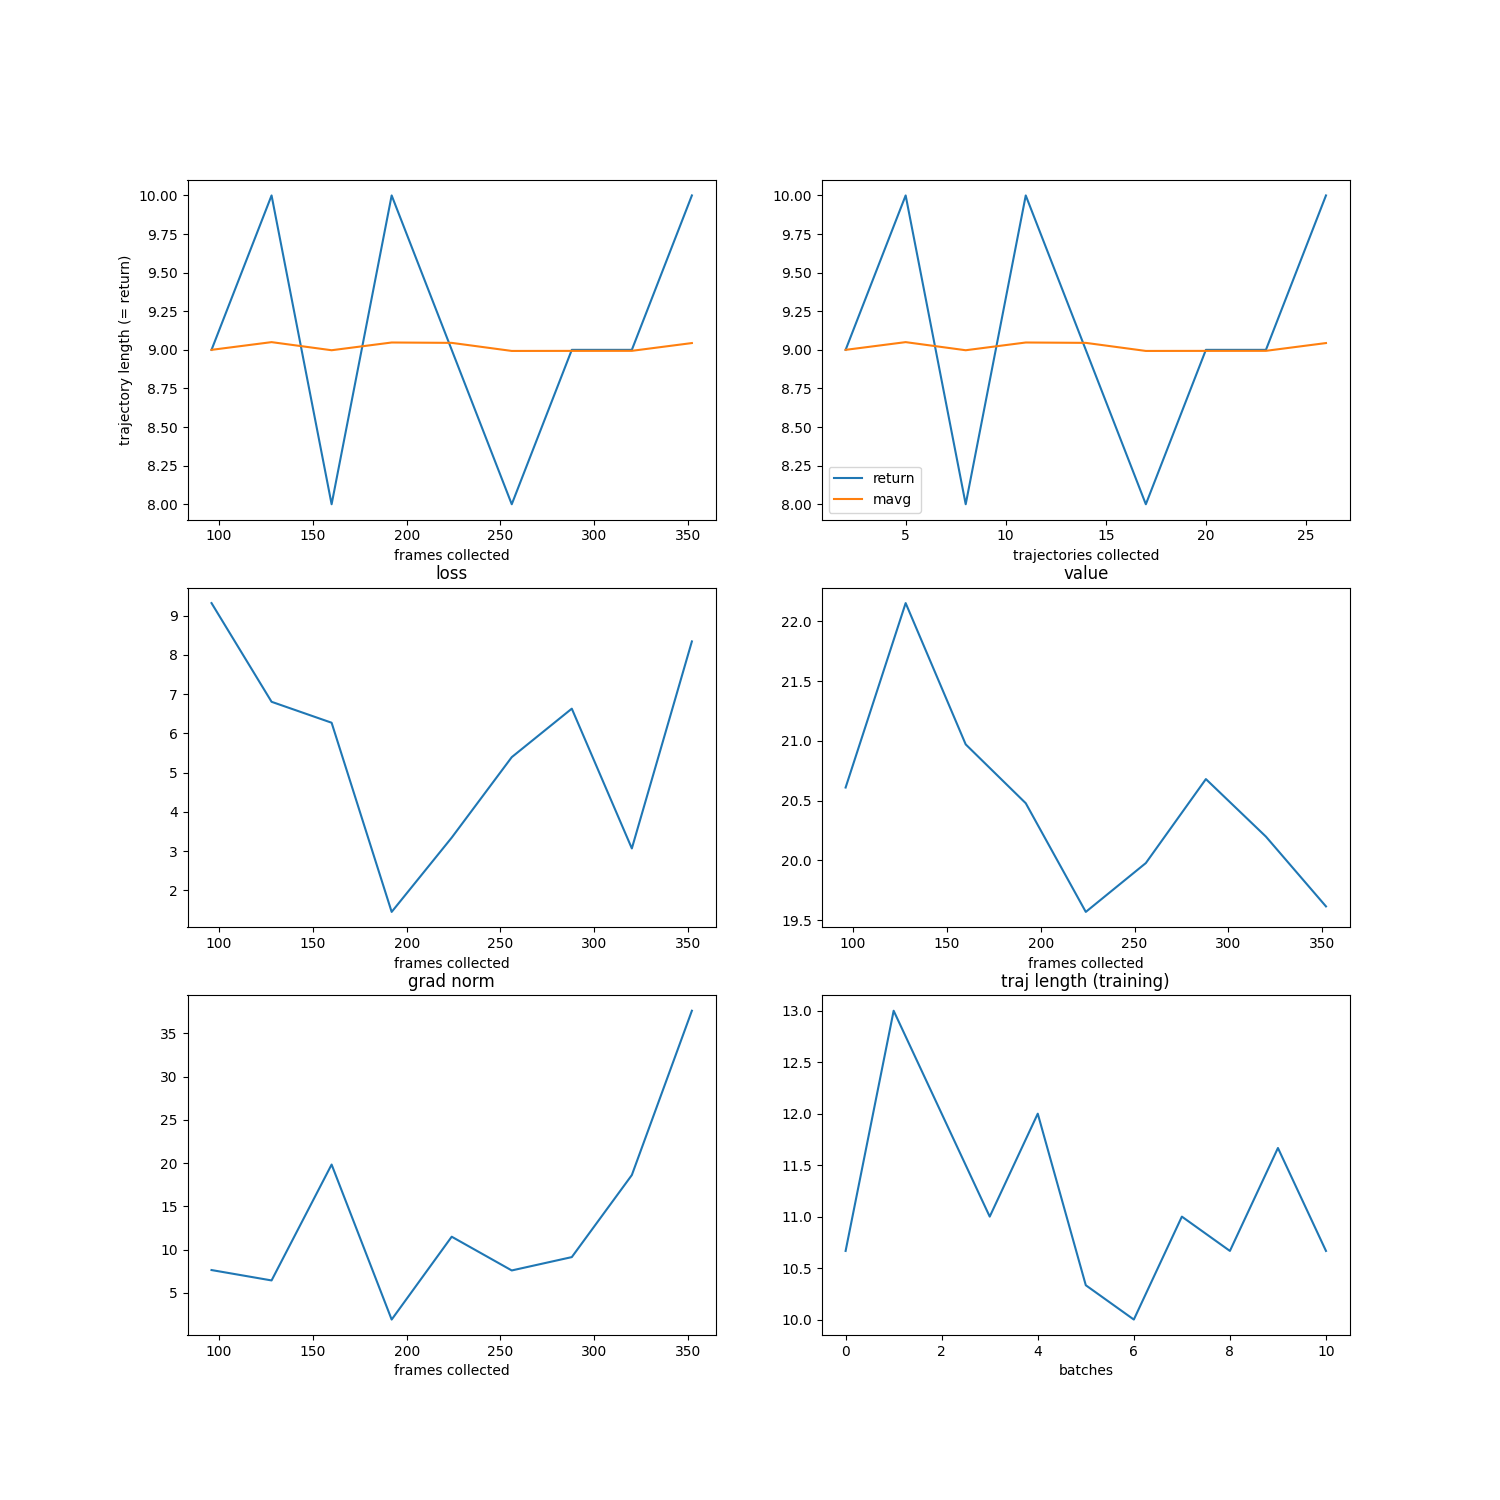 trajectory length (= return)
10.00
9.75
9.50
9.25
9.00
8.75
8.50
8.25
8.00
100 150 200 250 300 350
frames collected
10.00
9.75
9.50
9.25
9.00
8.75
8.50
8.25
8.00
return
mavg
5 10 15 20 25
trajectories collected
loss
9
8
7
6
5
4
3
2
100 150 200 250 300 350
frames collected
value
22.0
21.5
21.0
20.5
20.0
19.5
100 150 200 250 300 350
frames collected
grad norm
35
30
25
20
15
10
5
100 150 200 250 300 350
frames collected
traj length (training)
13.0
12.5
12.0
11.5
11.0
10.5
10.0
0 2 4 6 8 10
batches